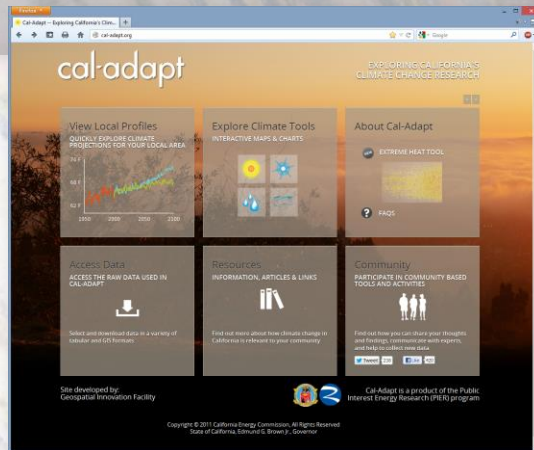 Firefox
Cal-Adapt — Exploring California's Clim...
cal-adapt.org
Google
cal-adapt
EXPLORING CALIFORNIA'S
CLIMATE CHANGE RESEARCH
View Local Profiles
QUICKLY EXPLORE CLIMATE
PROJECTIONS FOR YOUR LOCAL AREA
1950 2000 2050 2100
Explore Climate Tools
INTERACTIVE MAPS & CHARTS
About Cal-Adapt
EXTREME HEAT TOOL
? FAQS
Access Data
ACCESS THE RAW DATA USED IN
CAL-ADAPT
Select and download data in a variety of
tabular and GIS formats
Resources
INFORMATION, ARTICLES & LINKS
Find out more about how climate change in
California is relevant to your community.
Community
PARTICIPATE IN COMMUNITY BASED
TOOLS AND ACTIVITIES
Find out how you can share your thoughts
and findings, communicate with experts,
and help to collect new data
Tweet Like
Site developed by:
Geospatial Innovation Facility
Cal-Adapt is a product of the Public
Interest Energy Research (PIER) program
Copyright © 2011 California Energy Commission, All Rights Reserved
State of California, Edmund G. Brown Jr., Governor